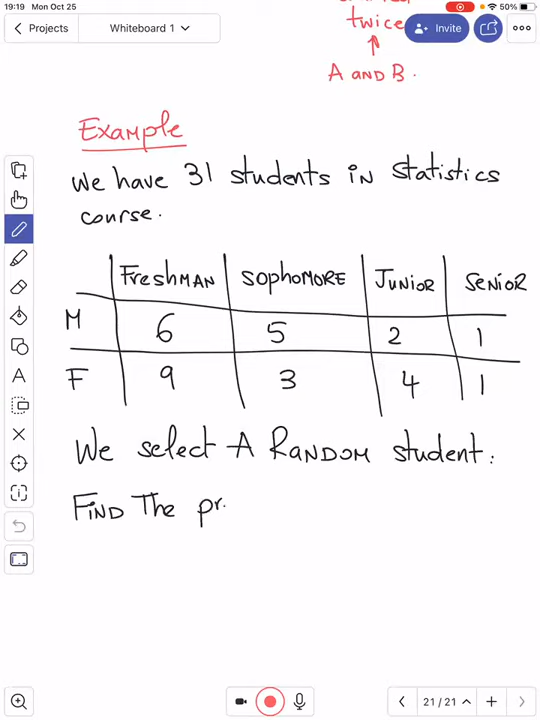 19:19 Mon Oct 25
50%
Projects
Whiteboard 1
Invite
twice
A AND B.
Example
We have 31 students in statistics
course.
Freshman SOPHOMORE JUNIOR SENIOR
M 6 5 2 1
F 9 3 4 1
We select A RANDOM student:
FIND The pr
A
21/21